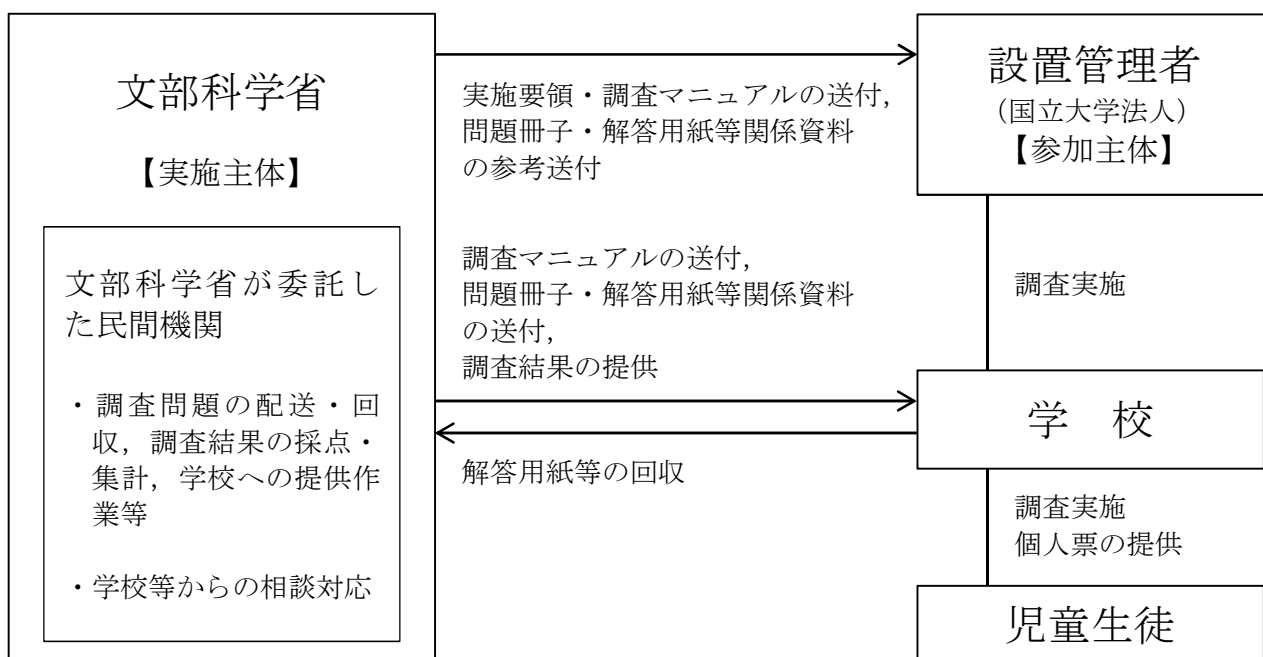 文部科学省
【実施主体】
文部科学省が委託し
た民間機関
・調査問題の配送・回
収，調査結果の採点・
集計，学校への提供作
業等
・学校等からの相談対応
実施要領・調査マニュアルの送付，
問題冊子・解答用紙等関係資料
の参考送付
調査マニュアルの送付，
問題冊子・解答用紙等関係資料
の送付，
調査結果の提供
解答用紙等の回収
設置管理者
（国立大学法人）
【参加主体】
調査実施
学　校
調査実施
個人票の提供
児童生徒